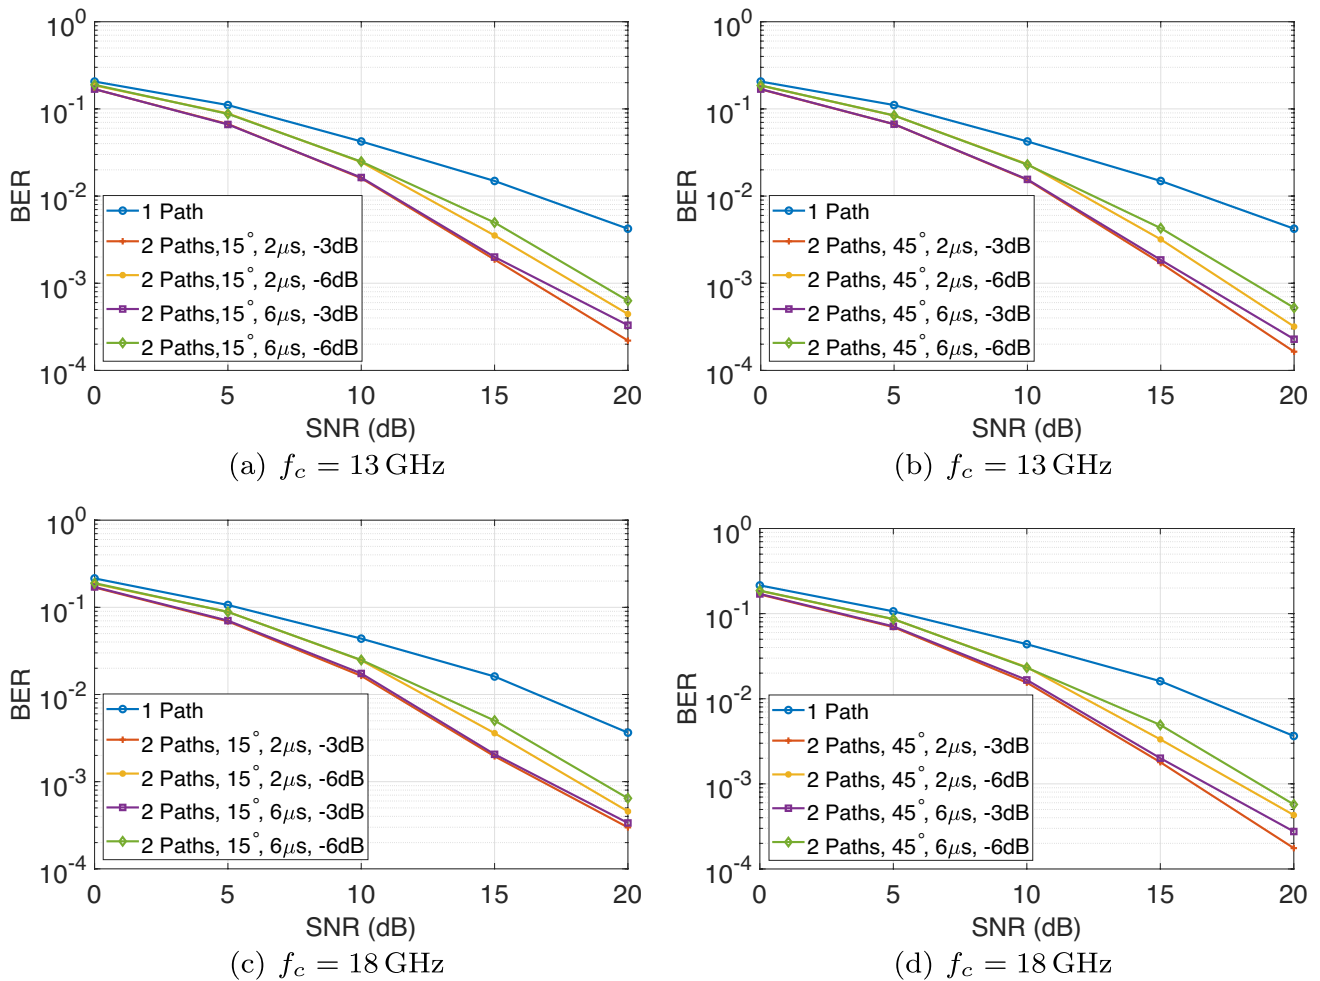 10^0
10^-1
10^-2
10^-3
10^-4
BER
1 Path
2 Paths,15°, 2μs, -3dB
2 Paths,15°, 2μs, -6dB
2 Paths,15°, 6μs, -3dB
2 Paths,15°, 6μs, -6dB
0 5 10 15 20
SNR (dB)
(a) f_c = 13 GHz
10^0
10^-1
10^-2
10^-3
10^-4
BER
1 Path
2 Paths, 45°, 2μs, -3dB
2 Paths, 45°, 2μs, -6dB
2 Paths, 45°, 6μs, -3dB
2 Paths, 45°, 6μs, -6dB
0 5 10 15 20
SNR (dB)
(b) f_c = 13 GHz
10^0
10^-1
10^-2
10^-3
10^-4
BER
1 Path
2 Paths, 15°, 2μs, -3dB
2 Paths, 15°, 2μs, -6dB
2 Paths, 15°, 6μs, -3dB
2 Paths, 15°, 6μs, -6dB
0 5 10 15 20
SNR (dB)
(c) f_c = 18 GHz
10^0
10^-1
10^-2
10^-3
10^-4
BER
1 Path
2 Paths, 45°, 2μs, -3dB
2 Paths, 45°, 2μs, -6dB
2 Paths, 45°, 6μs, -3dB
2 Paths, 45°, 6μs, -6dB
0 5 10 15 20
SNR (dB)
(d) f_c = 18 GHz